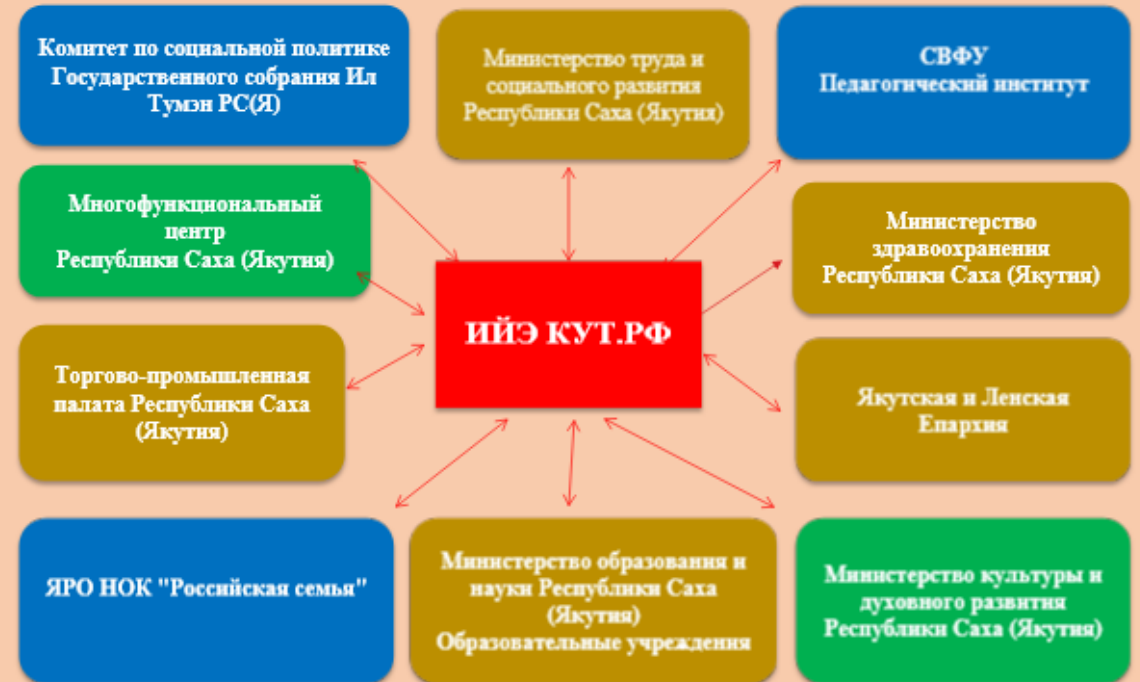 Комитет по социальной политике
Государственного собрания Ил
Тумэн РС(Я)
Министерство труда и
социального развития
Республики Саха (Якутия)
СВФУ
Педагогический институт
Многофункциональный
центр
Республики Саха (Якутия)
Министерство
здравоохранения
Республики Саха (Якутия)
ИЙЭ КУТ.РФ
Торгово-промышленная
палата Республики Саха
(Якутия)
Якутская и Ленская
Епархия
ЯРО НОК "Российская семья"
Министерство образования и
науки Республики Саха
(Якутия)
Образовательные учреждения
Министерство культуры и
духовного развития
Республики Саха (Якутия)